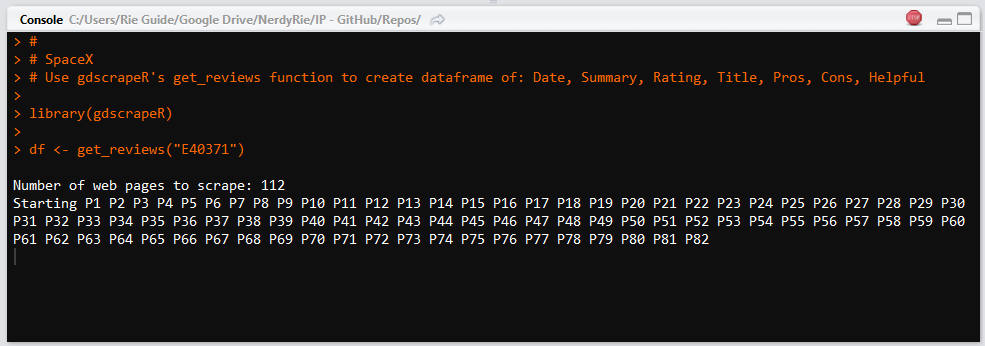 Console C:/Users/Rie Guide/Google Drive/NerdyRie/IP - GitHub/Repos/
STOP
> #
> # SpaceX
> # Use gdscrapeR's get_reviews function to create dataframe of: Date, Summary, Rating, Title, Pros, Cons, Helpful
>
> library(gdscrapeR)
>
> df <- get_reviews("E40371")
Number of web pages to scrape: 112
Starting P1 P2 P3 P4 P5 P6 P7 P8 P9 P10 P11 P12 P13 P14 P15 P16 P17 P18 P19 P20 P21 P22 P23 P24 P25 P26 P27 P28 P29 P30
P31 P32 P33 P34 P35 P36 P37 P38 P39 P40 P41 P42 P43 P44 P45 P46 P47 P48 P49 P50 P51 P52 P53 P54 P55 P56 P57 P58 P59 P60
P61 P62 P63 P64 P65 P66 P67 P68 P69 P70 P71 P72 P73 P74 P75 P76 P77 P78 P79 P80 P81 P82